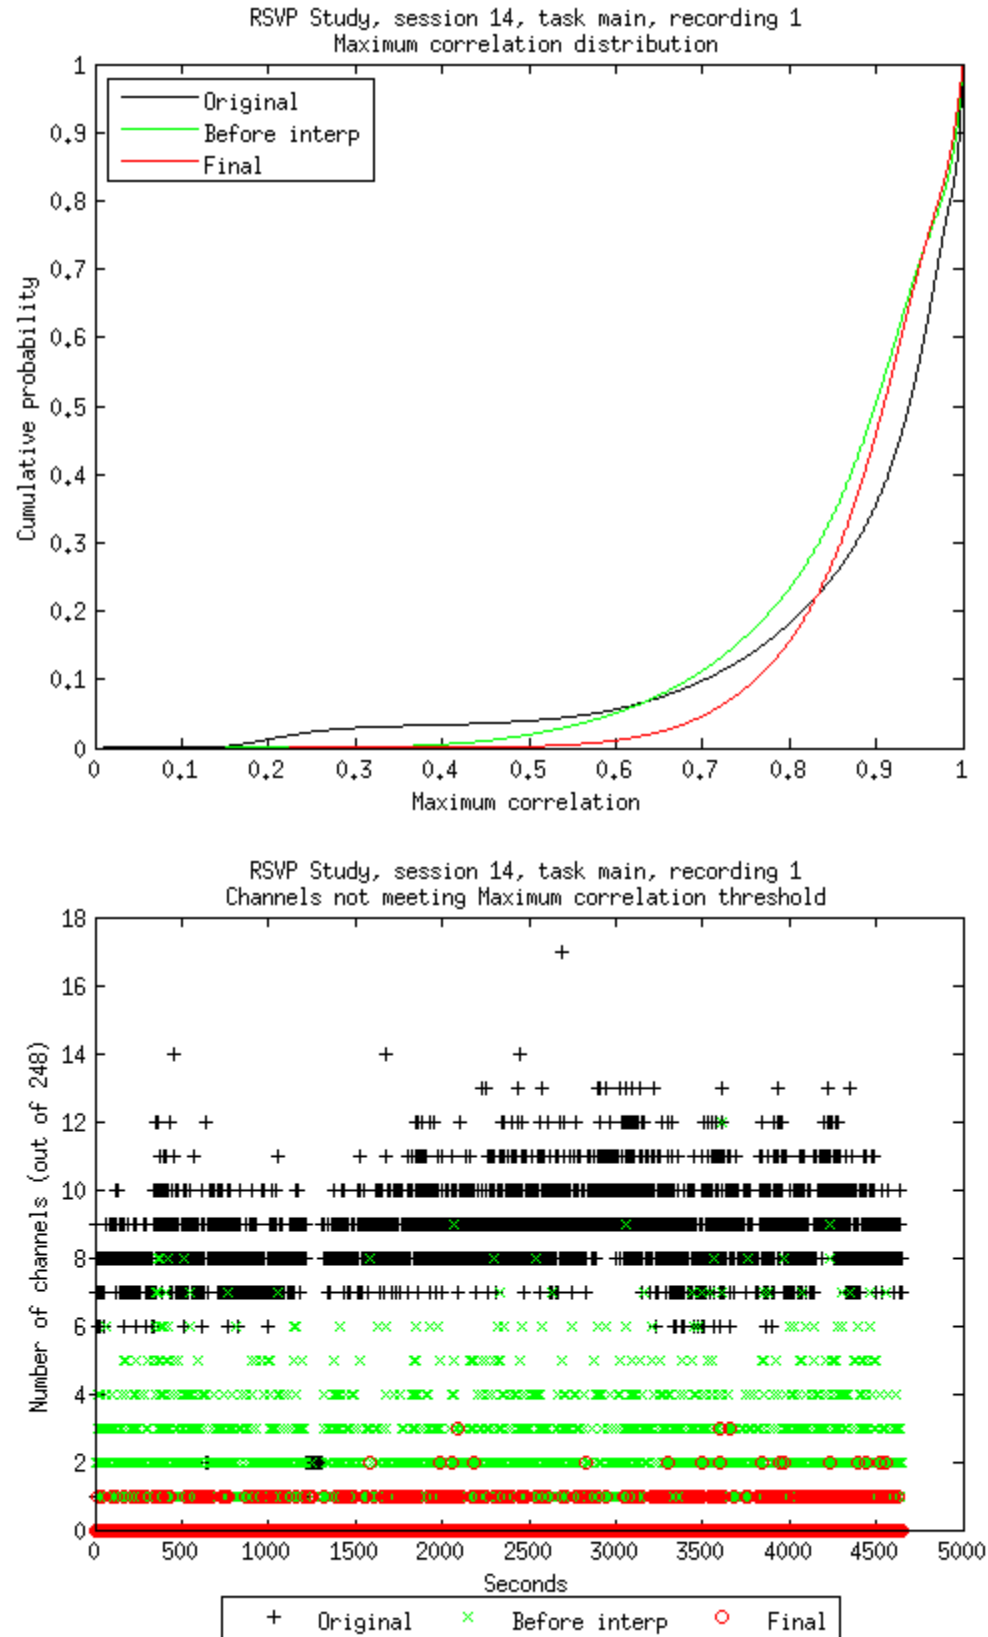 RSVP Study, session 14, task main, recording 1
Maximum correlation distribution
1
0.9
0.8
0.7
0.6
0.5
0.4
0.3
0.2
0.1
0
Cumulative probability
Original
Before interp
Final
0 0.1 0.2 0.3 0.4 0.5 0.6 0.7 0.8 0.9 1
Maximum correlation
RSVP Study, session 14, task main, recording 1
Channels not meeting Maximum correlation threshold
18
16
14
12
10
8
6
4
2
0
Number of channels (out of 248)
0 500 1000 1500 2000 2500 3000 3500 4000 4500 5000
Seconds
Original Before interp Final